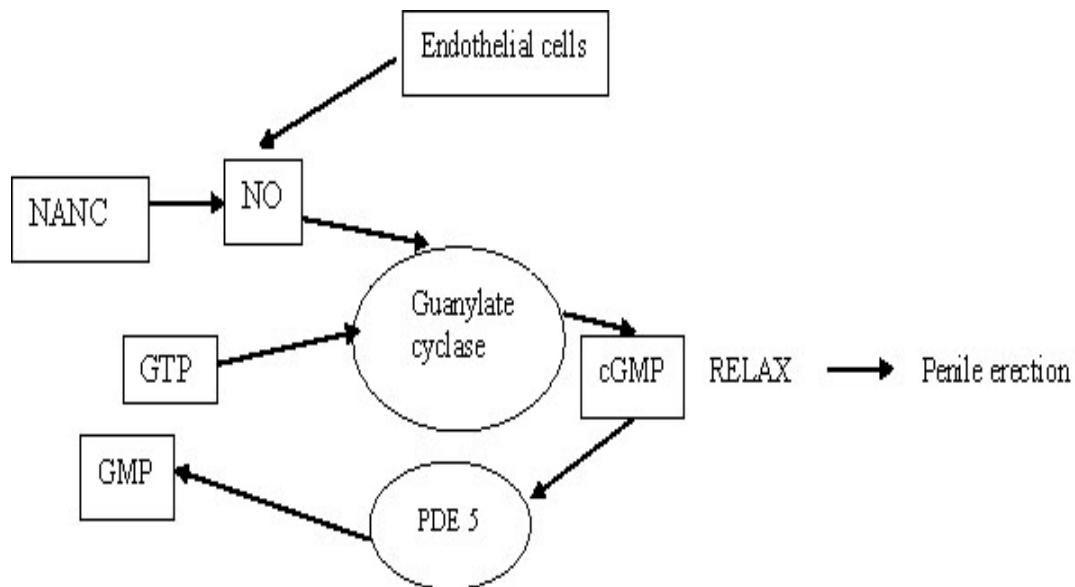 Endothelial cells
NANC
NO
Guanylate
cyclase
GTP
cGMP
RELAX
Penile erection
GMP
PDE 5